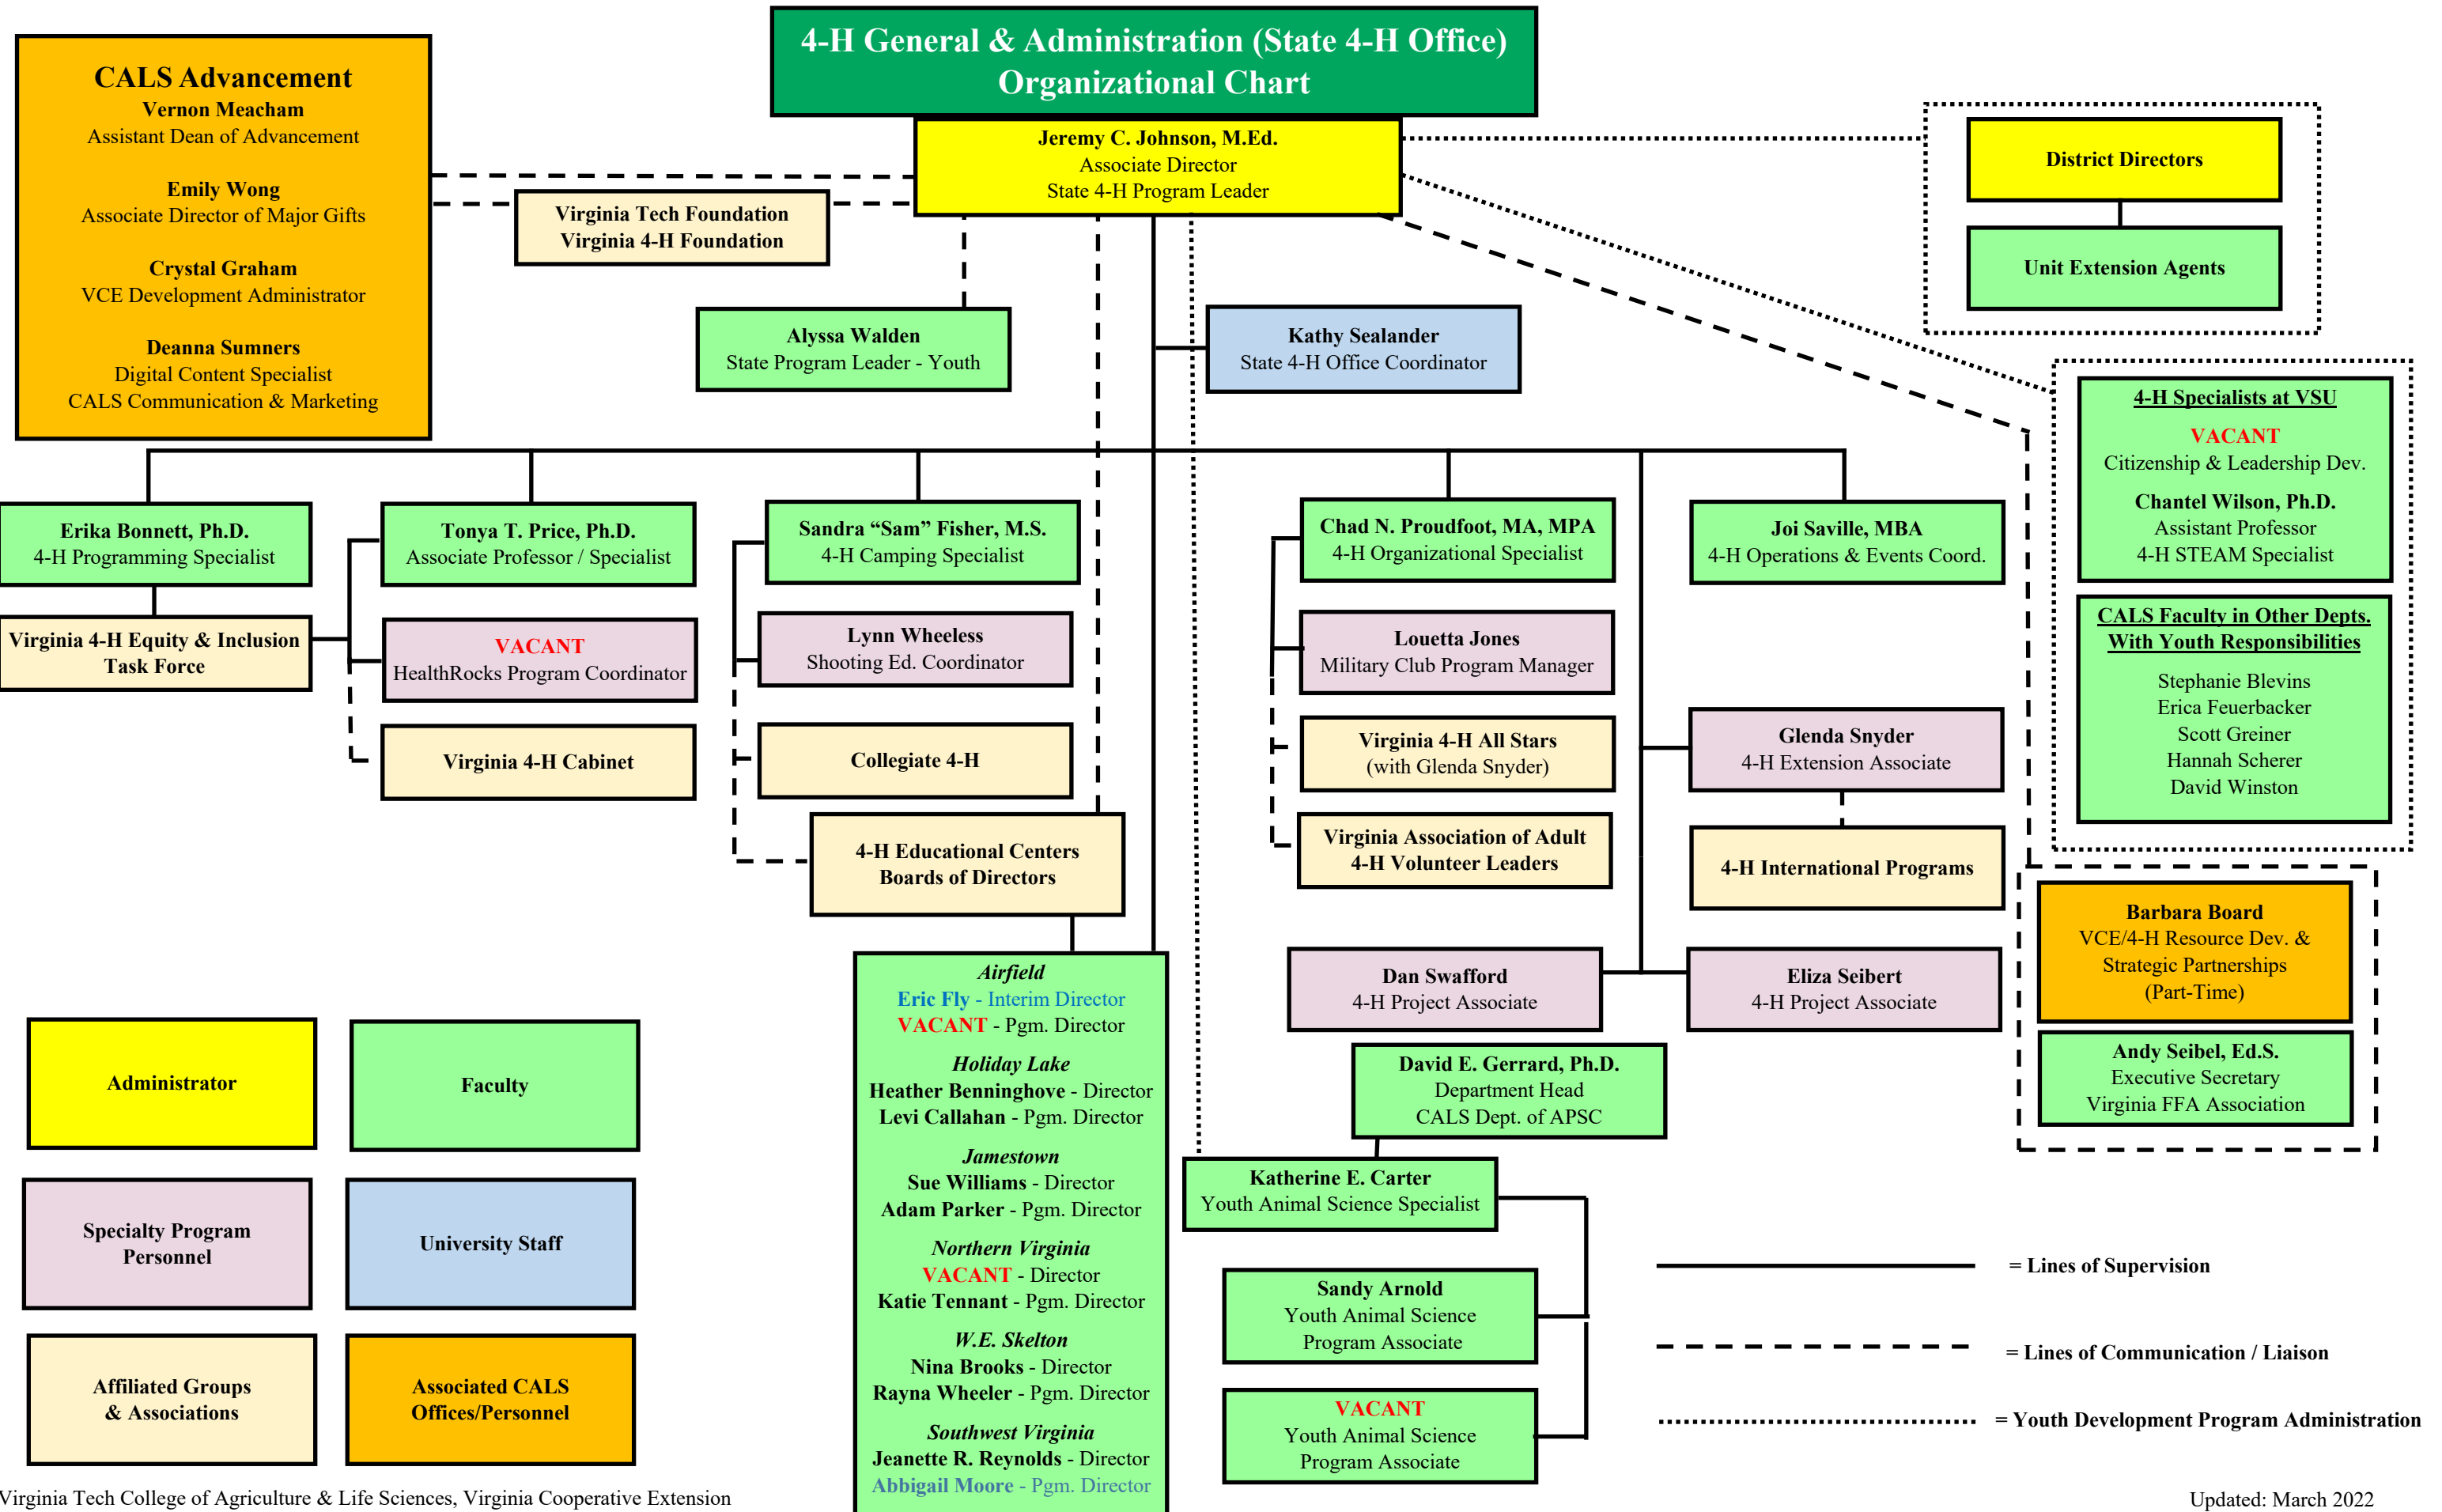 4-H General & Administration (State 4-H Office)
Organizational Chart
CALS Advancement
Vernon Meacham
Assistant Dean of Advancement
Emily Wong
Associate Director of Major Gifts
Crystal Graham
VCE Development Administrator
Deanna Sumners
Digital Content Specialist
CALS Communication & Marketing
Jeremy C. Johnson, M.Ed.
Associate Director
State 4-H Program Leader
Virginia Tech Foundation
Virginia 4-H Foundation
District Directors
Unit Extension Agents
Alyssa Walden
State Program Leader - Youth
Kathy Sealander
State 4-H Office Coordinator
4-H Specialists at VSU
VACANT
Citizenship & Leadership Dev.
Chantel Wilson, Ph.D.
Assistant Professor
4-H STEAM Specialist
CALS Faculty in Other Depts.
With Youth Responsibilities
Stephanie Blevins
Erica Feuerbacker
Scott Greiner
Hannah Scherer
David Winston
Erika Bonnett, Ph.D.
4-H Programming Specialist
Virginia 4-H Equity & Inclusion
Task Force
Tonya T. Price, Ph.D.
Associate Professor / Specialist
VACANT
HealthRocks Program Coordinator
Virginia 4-H Cabinet
Sandra “Sam” Fisher, M.S.
4-H Camping Specialist
Lynn Wheeless
Shooting Ed. Coordinator
Collegiate 4-H
4-H Educational Centers
Boards of Directors
Chad N. Proudfoot, MA, MPA
4-H Organizational Specialist
Louetta Jones
Military Club Program Manager
Virginia 4-H All Stars
(with Glenda Snyder)
Virginia Association of Adult
4-H Volunteer Leaders
Joi Saville, MBA
4-H Operations & Events Coord.
Glenda Snyder
4-H Extension Associate
4-H International Programs
Dan Swafford
4-H Project Associate
Eliza Seibert
4-H Project Associate
Barbara Board
VCE/4-H Resource Dev. &
Strategic Partnerships
(Part-Time)
Andy Seibel, Ed.S.
Executive Secretary
Virginia FFA Association
Airfield
Eric Fly - Interim Director
VACANT - Pgm. Director
Holiday Lake
Heather Benninghove - Director
Levi Callahan - Pgm. Director
Jamestown
Sue Williams - Director
Adam Parker - Pgm. Director
Northern Virginia
VACANT - Director
Katie Tennant - Pgm. Director
W.E. Skelton
Nina Brooks - Director
Rayna Wheeler - Pgm. Director
Southwest Virginia
Jeanette R. Reynolds - Director
Abbigail Moore - Pgm. Director
David E. Gerrard, Ph.D.
Department Head
CALS Dept. of APSC
Katherine E. Carter
Youth Animal Science Specialist
Sandy Arnold
Youth Animal Science
Program Associate
VACANT
Youth Animal Science
Program Associate
Administrator
Faculty
Specialty Program
Personnel
University Staff
Affiliated Groups
& Associations
Associated CALS
Offices/Personnel
= Lines of Supervision
= Lines of Communication / Liaison
= Youth Development Program Administration
Virginia Tech College of Agriculture & Life Sciences, Virginia Cooperative Extension
Updated: March 2022